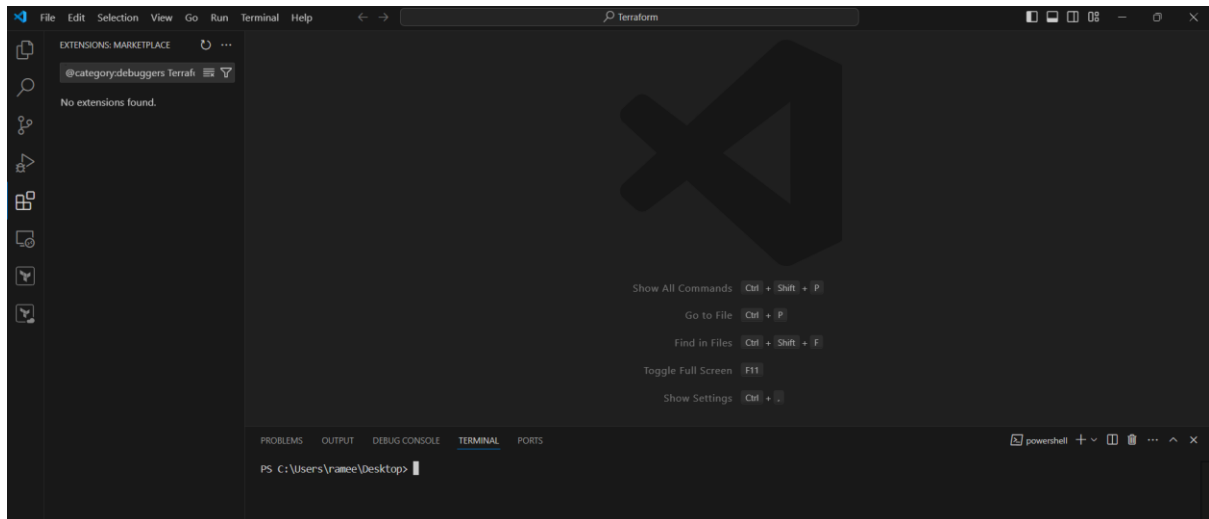 File Edit Selection View Go Run Terminal Help
Terraform
EXTENSIONS: MARKETPLACE
@category:debuggers Terraf
No extensions found.
Show All Commands Ctrl + Shift + P
Go to File Ctrl + P
Find in Files Ctrl + Shift + F
Toggle Full Screen F11
Show Settings Ctrl + ,
PROBLEMS OUTPUT DEBUG CONSOLE TERMINAL PORTS
powershell
PS C:\Users\ramee\Desktop>